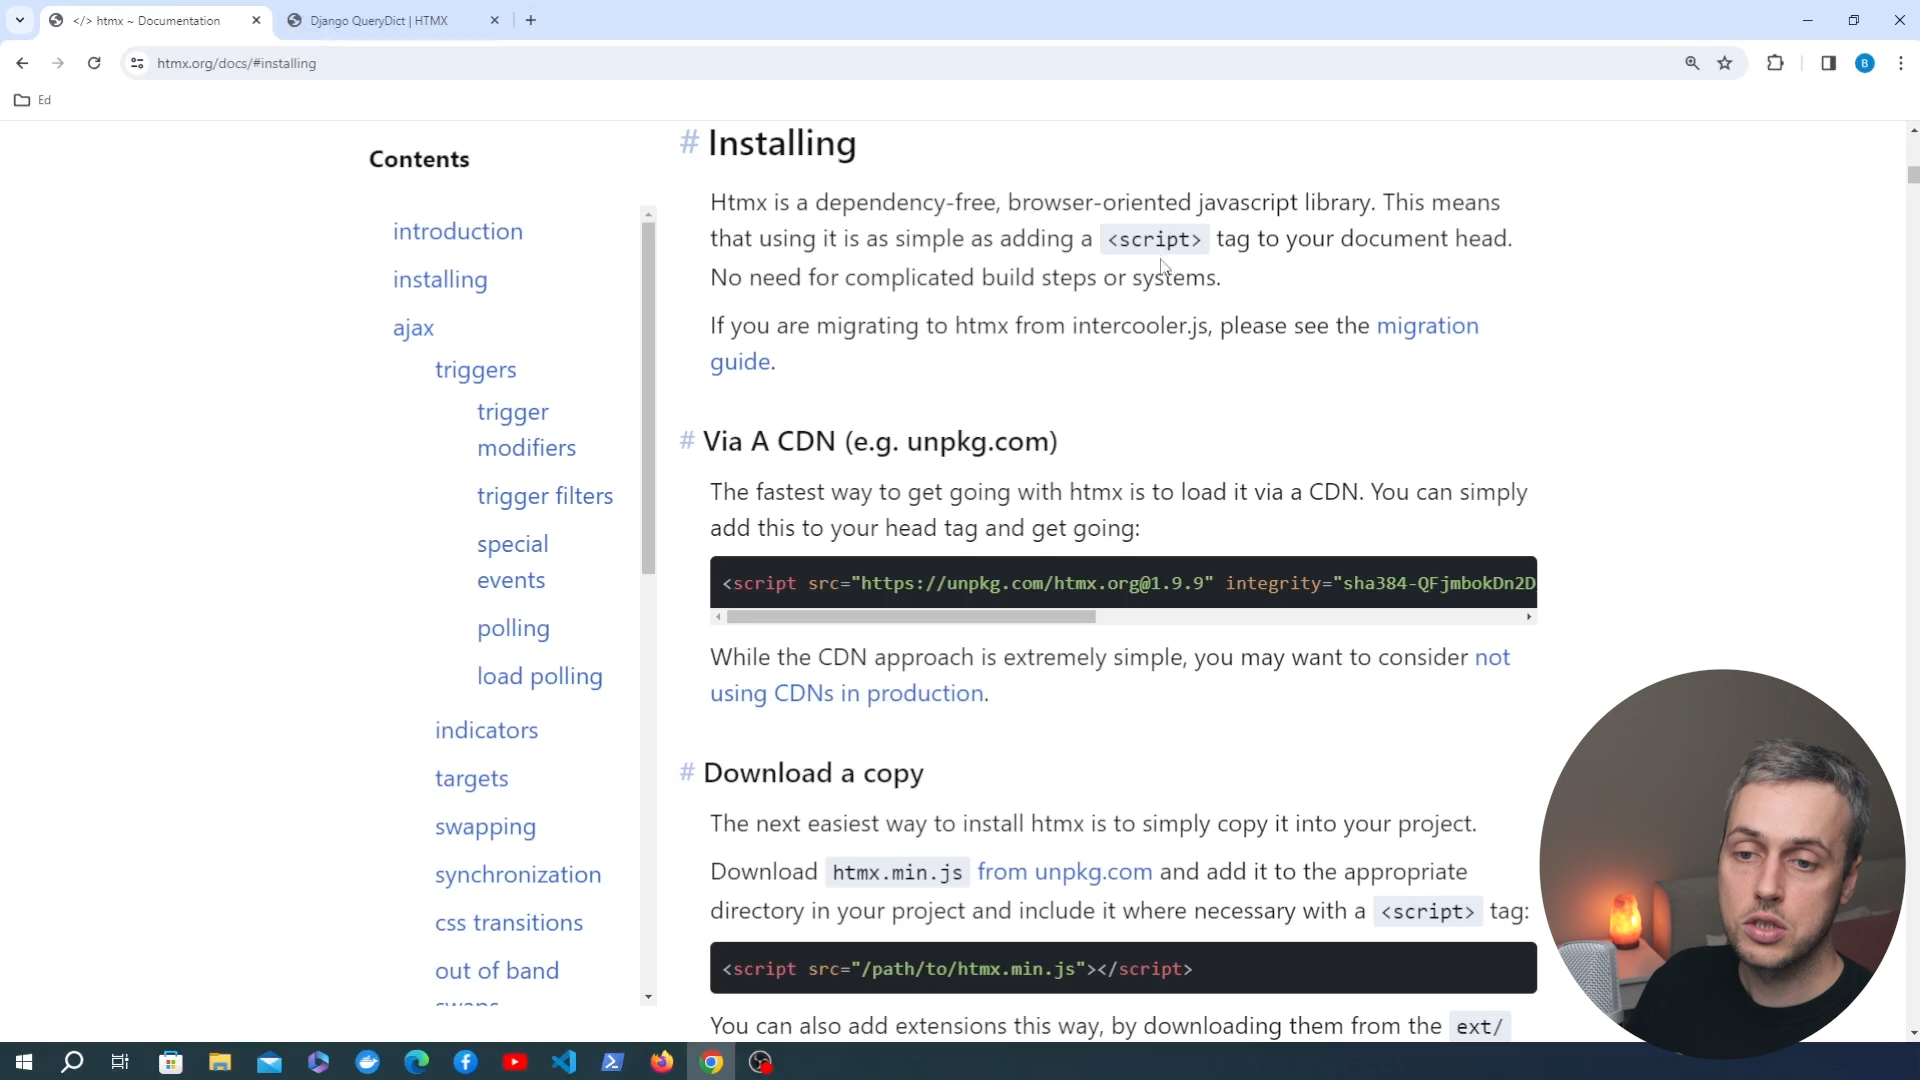 </> htmx ~ Documentation
Django QueryDict | HTMX
htmx.org/docs/#installing
B
Ed
Contents
introduction
installing
ajax
triggers
trigger
modifiers
trigger filters
special
events
polling
load polling
indicators
targets
swapping
synchronization
css transitions
out of band
swaps
# Installing
Htmx is a dependency-free, browser-oriented javascript library. This means
that using it is as simple as adding a <script> tag to your document head.
No need for complicated build steps or systems.
If you are migrating to htmx from intercooler.js, please see the migration
guide.
# Via A CDN (e.g. unpkg.com)
The fastest way to get going with htmx is to load it via a CDN. You can simply
add this to your head tag and get going:
<script src="https://unpkg.com/htmx.org@1.9.9" integrity="sha384-QFjmbokDn2D
While the CDN approach is extremely simple, you may want to consider not
using CDNs in production.
# Download a copy
The next easiest way to install htmx is to simply copy it into your project.
Download htmx.min.js from unpkg.com and add it to the appropriate
directory in your project and include it where necessary with a <script> tag:
<script src="/path/to/htmx.min.js"></script>
You can also add extensions this way, by downloading them from the ext/